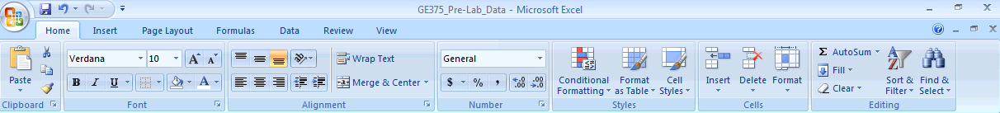 GE375_Pre-Lab_Data - Microsoft Excel
Home Insert Page Layout Formulas Data Review View
Verdana 10 A A Wrap Text General Σ AutoSum
Paste B I U A Merge & Center $ % , .0 .00 .00 .0 Conditional Formatting Format as Table Cell Styles Insert Delete Format Fill Clear A Z Sort & Filter Find & Select
Clipboard Font Alignment Number Styles Cells Editing